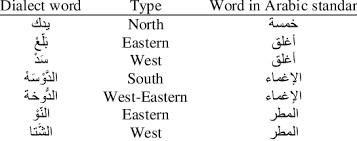 Dialect word Type Word in Arabic standar
يدك North خمسة
بَلَّعْ Eastern أغلق
سَدْ West أغلق
الدَّوْسَةْ South الإغماء
الدُّوخة West-Eastern الإغماء
النَّوْ Eastern المطر
الشْتَا West المطر